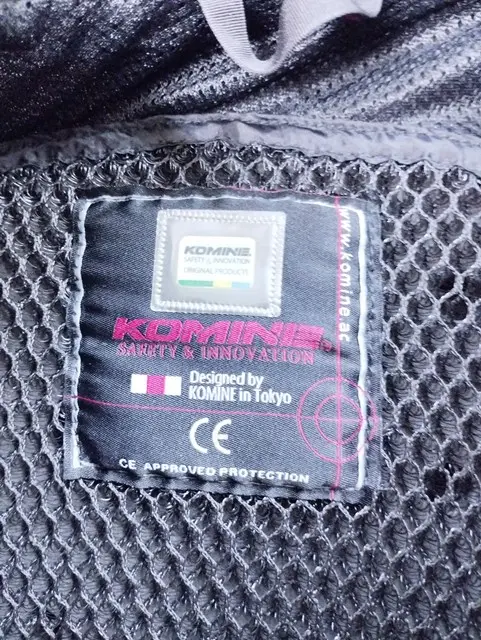 KOMINE
SAFETY & INNOVATION
ORIGINAL PRODUCTS
www.komine.ac
KOMINE®
SAFETY & INNOVATION
Designed by
KOMINE in Tokyo
CE
CE APPROVED PROTECTION